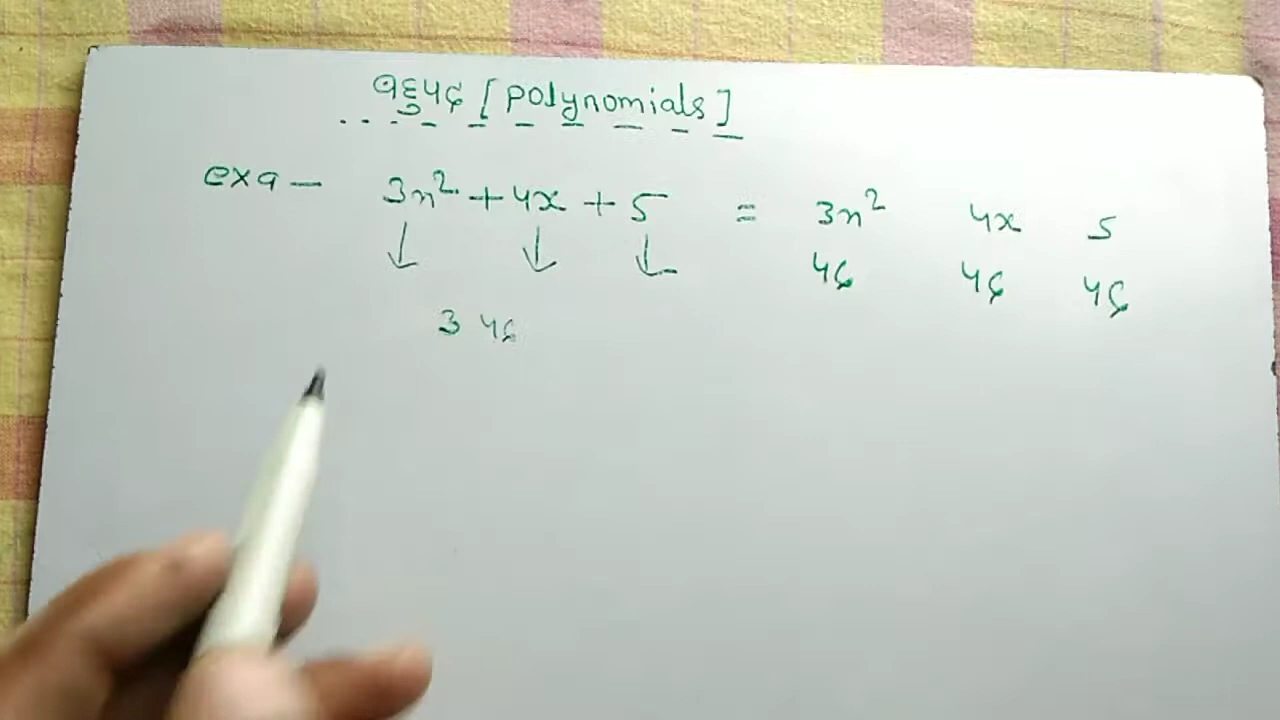 बहुपद [polynomials]
exa - 3x² + 4x + 5 = 3x² 4x 5
पद पद पद
3 पद